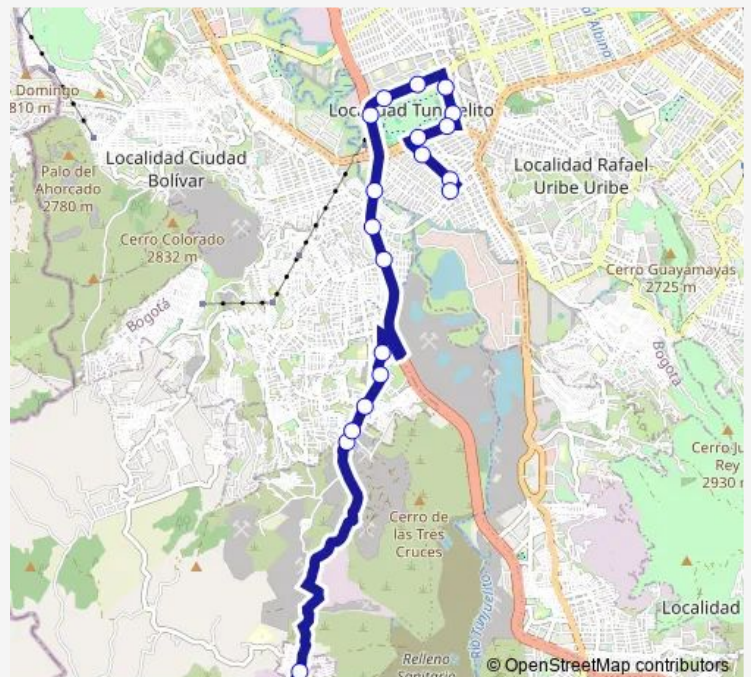 ol Albino
Domingo
810 m
Localidad Tunjuelito
Localidad Ciudad
Bolívar
Palo del
Ahorcado
2780 m
Localidad Rafael
Uribe Uribe
Cerro Colorado
2832 m
Cerro Guayamayas
2725 m
Bogotá
Bogotá
Cerro Ju
Rey
2930 m
Cerro de
las Tres
Cruces
Localidad
Río Tunjuelito
Relleno
Sanitario
© OpenStreetMap contributors